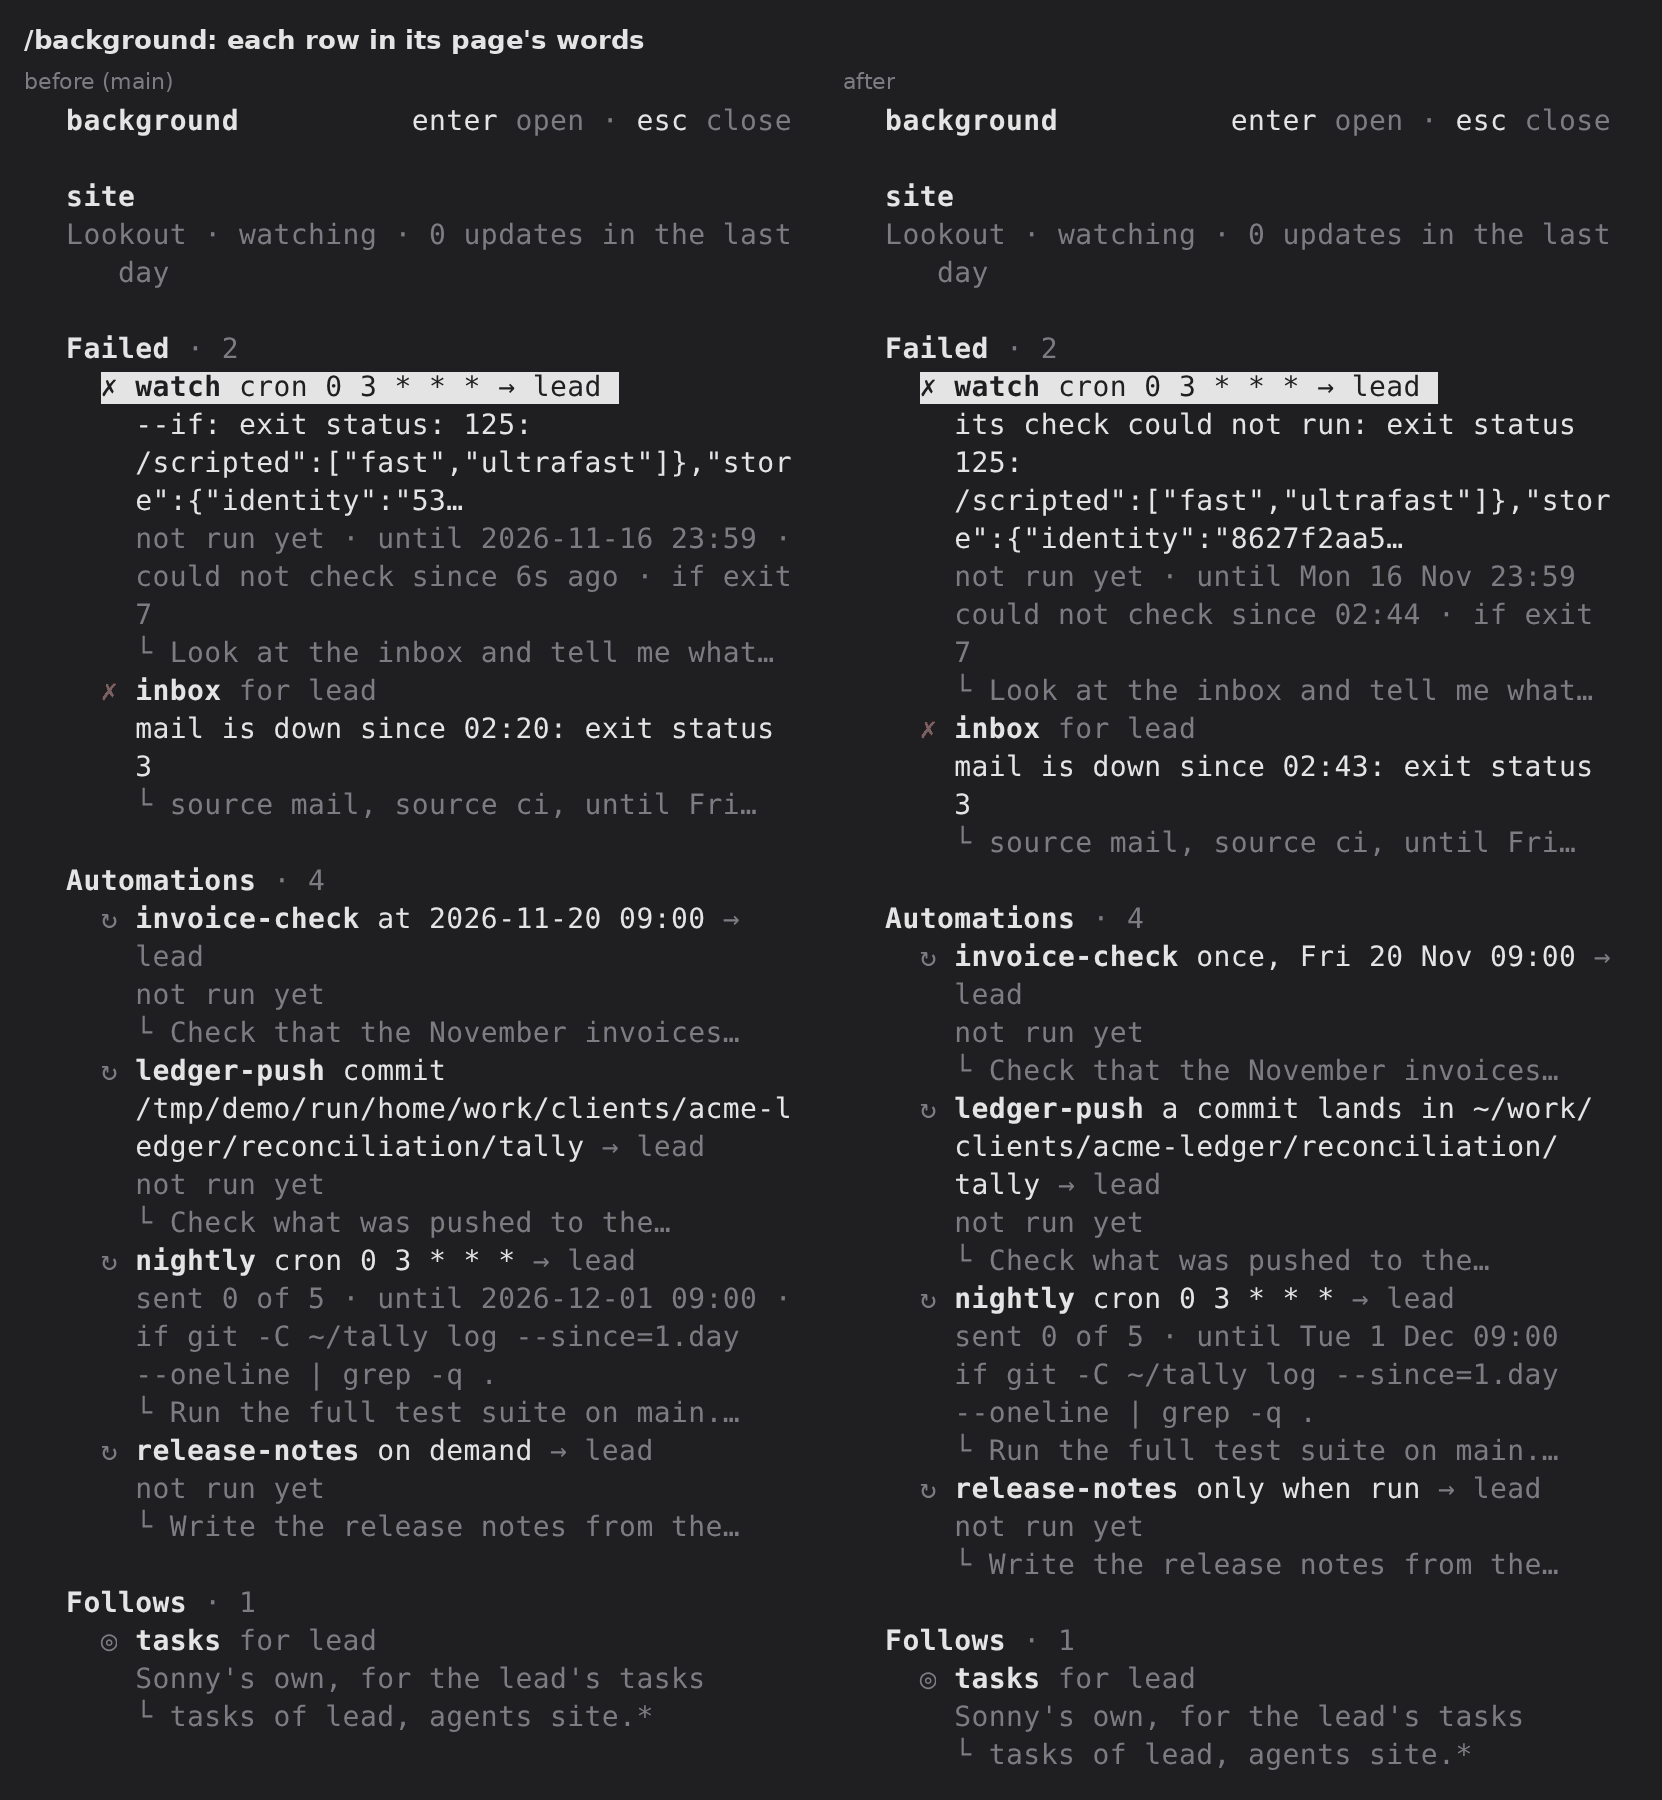 /background: each row in its page's words
before (main)
background enter open · esc close
site
Lookout · watching · 0 updates in the last
day
Failed · 2
✗ watch cron 0 3 * * * → lead
--if: exit status: 125:
/scripted":["fast","ultrafast"]},"stor
e":{"identity":"53…
not run yet · until 2026-11-16 23:59 ·
could not check since 6s ago · if exit
7
└ Look at the inbox and tell me what…
✗ inbox for lead
mail is down since 02:20: exit status
3
└ source mail, source ci, until Fri…
Automations · 4
↻ invoice-check at 2026-11-20 09:00 →
lead
not run yet
└ Check that the November invoices…
↻ ledger-push commit
/tmp/demo/run/home/work/clients/acme-l
edger/reconciliation/tally → lead
not run yet
└ Check what was pushed to the…
↻ nightly cron 0 3 * * * → lead
sent 0 of 5 · until 2026-12-01 09:00 ·
if git -C ~/tally log --since=1.day
--oneline | grep -q .
└ Run the full test suite on main.…
↻ release-notes on demand → lead
not run yet
└ Write the release notes from the…
Follows · 1
◎ tasks for lead
Sonny's own, for the lead's tasks
└ tasks of lead, agents site.*
after
background enter open · esc close
site
Lookout · watching · 0 updates in the last
day
Failed · 2
✗ watch cron 0 3 * * * → lead
its check could not run: exit status
125:
/scripted":["fast","ultrafast"]},"stor
e":{"identity":"8627f2aa5…
not run yet · until Mon 16 Nov 23:59
could not check since 02:44 · if exit
7
└ Look at the inbox and tell me what…
✗ inbox for lead
mail is down since 02:43: exit status
3
└ source mail, source ci, until Fri…
Automations · 4
↻ invoice-check once, Fri 20 Nov 09:00 →
lead
not run yet
└ Check that the November invoices…
↻ ledger-push a commit lands in ~/work/
clients/acme-ledger/reconciliation/
tally → lead
not run yet
└ Check what was pushed to the…
↻ nightly cron 0 3 * * * → lead
sent 0 of 5 · until Tue 1 Dec 09:00
if git -C ~/tally log --since=1.day
--oneline | grep -q .
└ Run the full test suite on main.…
↻ release-notes only when run → lead
not run yet
└ Write the release notes from the…
Follows · 1
◎ tasks for lead
Sonny's own, for the lead's tasks
└ tasks of lead, agents site.*